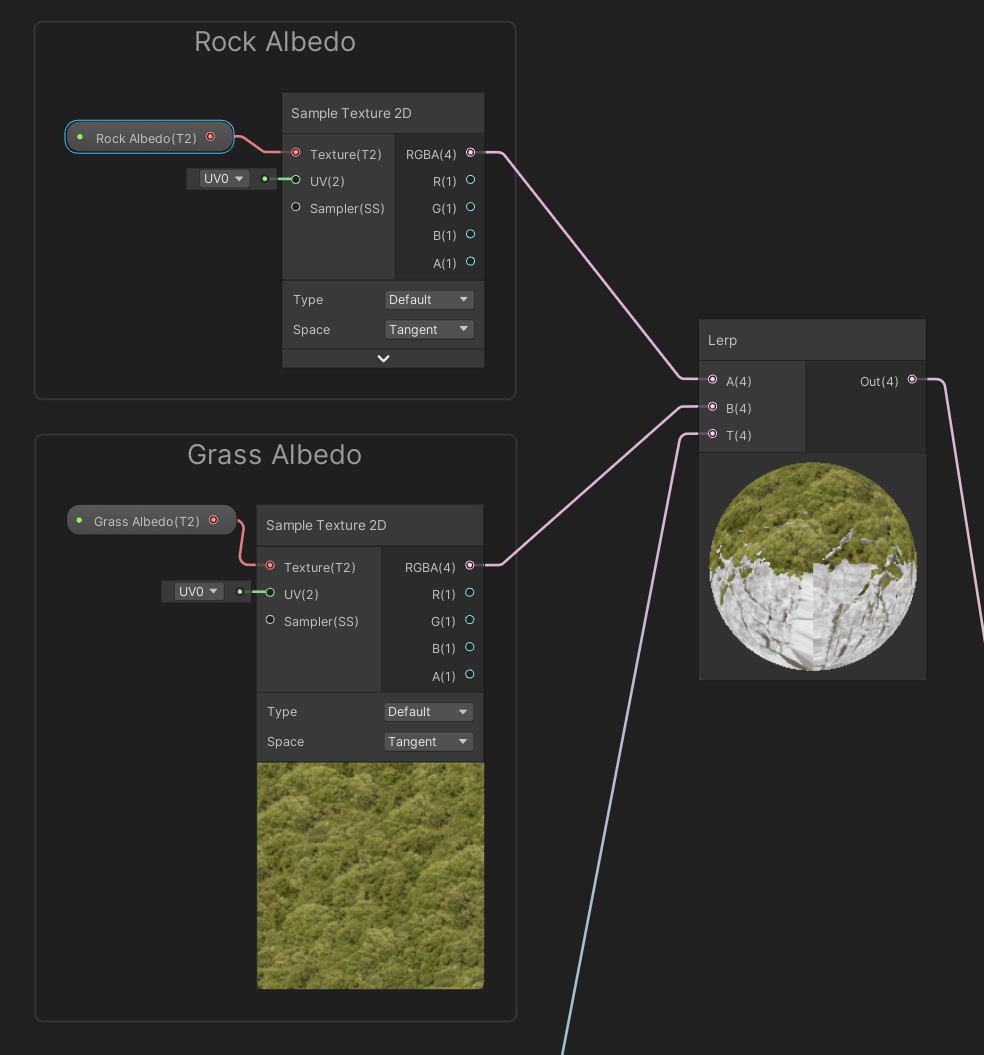 Rock Albedo
Sample Texture 2D
Rock Albedo(T2)
Texture(T2) RGBA(4)
UV0 UV(2) R(1)
Sampler(SS) G(1)
B(1)
A(1)
Type Default
Space Tangent
Lerp
A(4) Out(4)
B(4)
T(4)
Grass Albedo
Grass Albedo(T2)
Sample Texture 2D
Texture(T2) RGBA(4)
UV0 UV(2) R(1)
Sampler(SS) G(1)
B(1)
A(1)
Type Default
Space Tangent